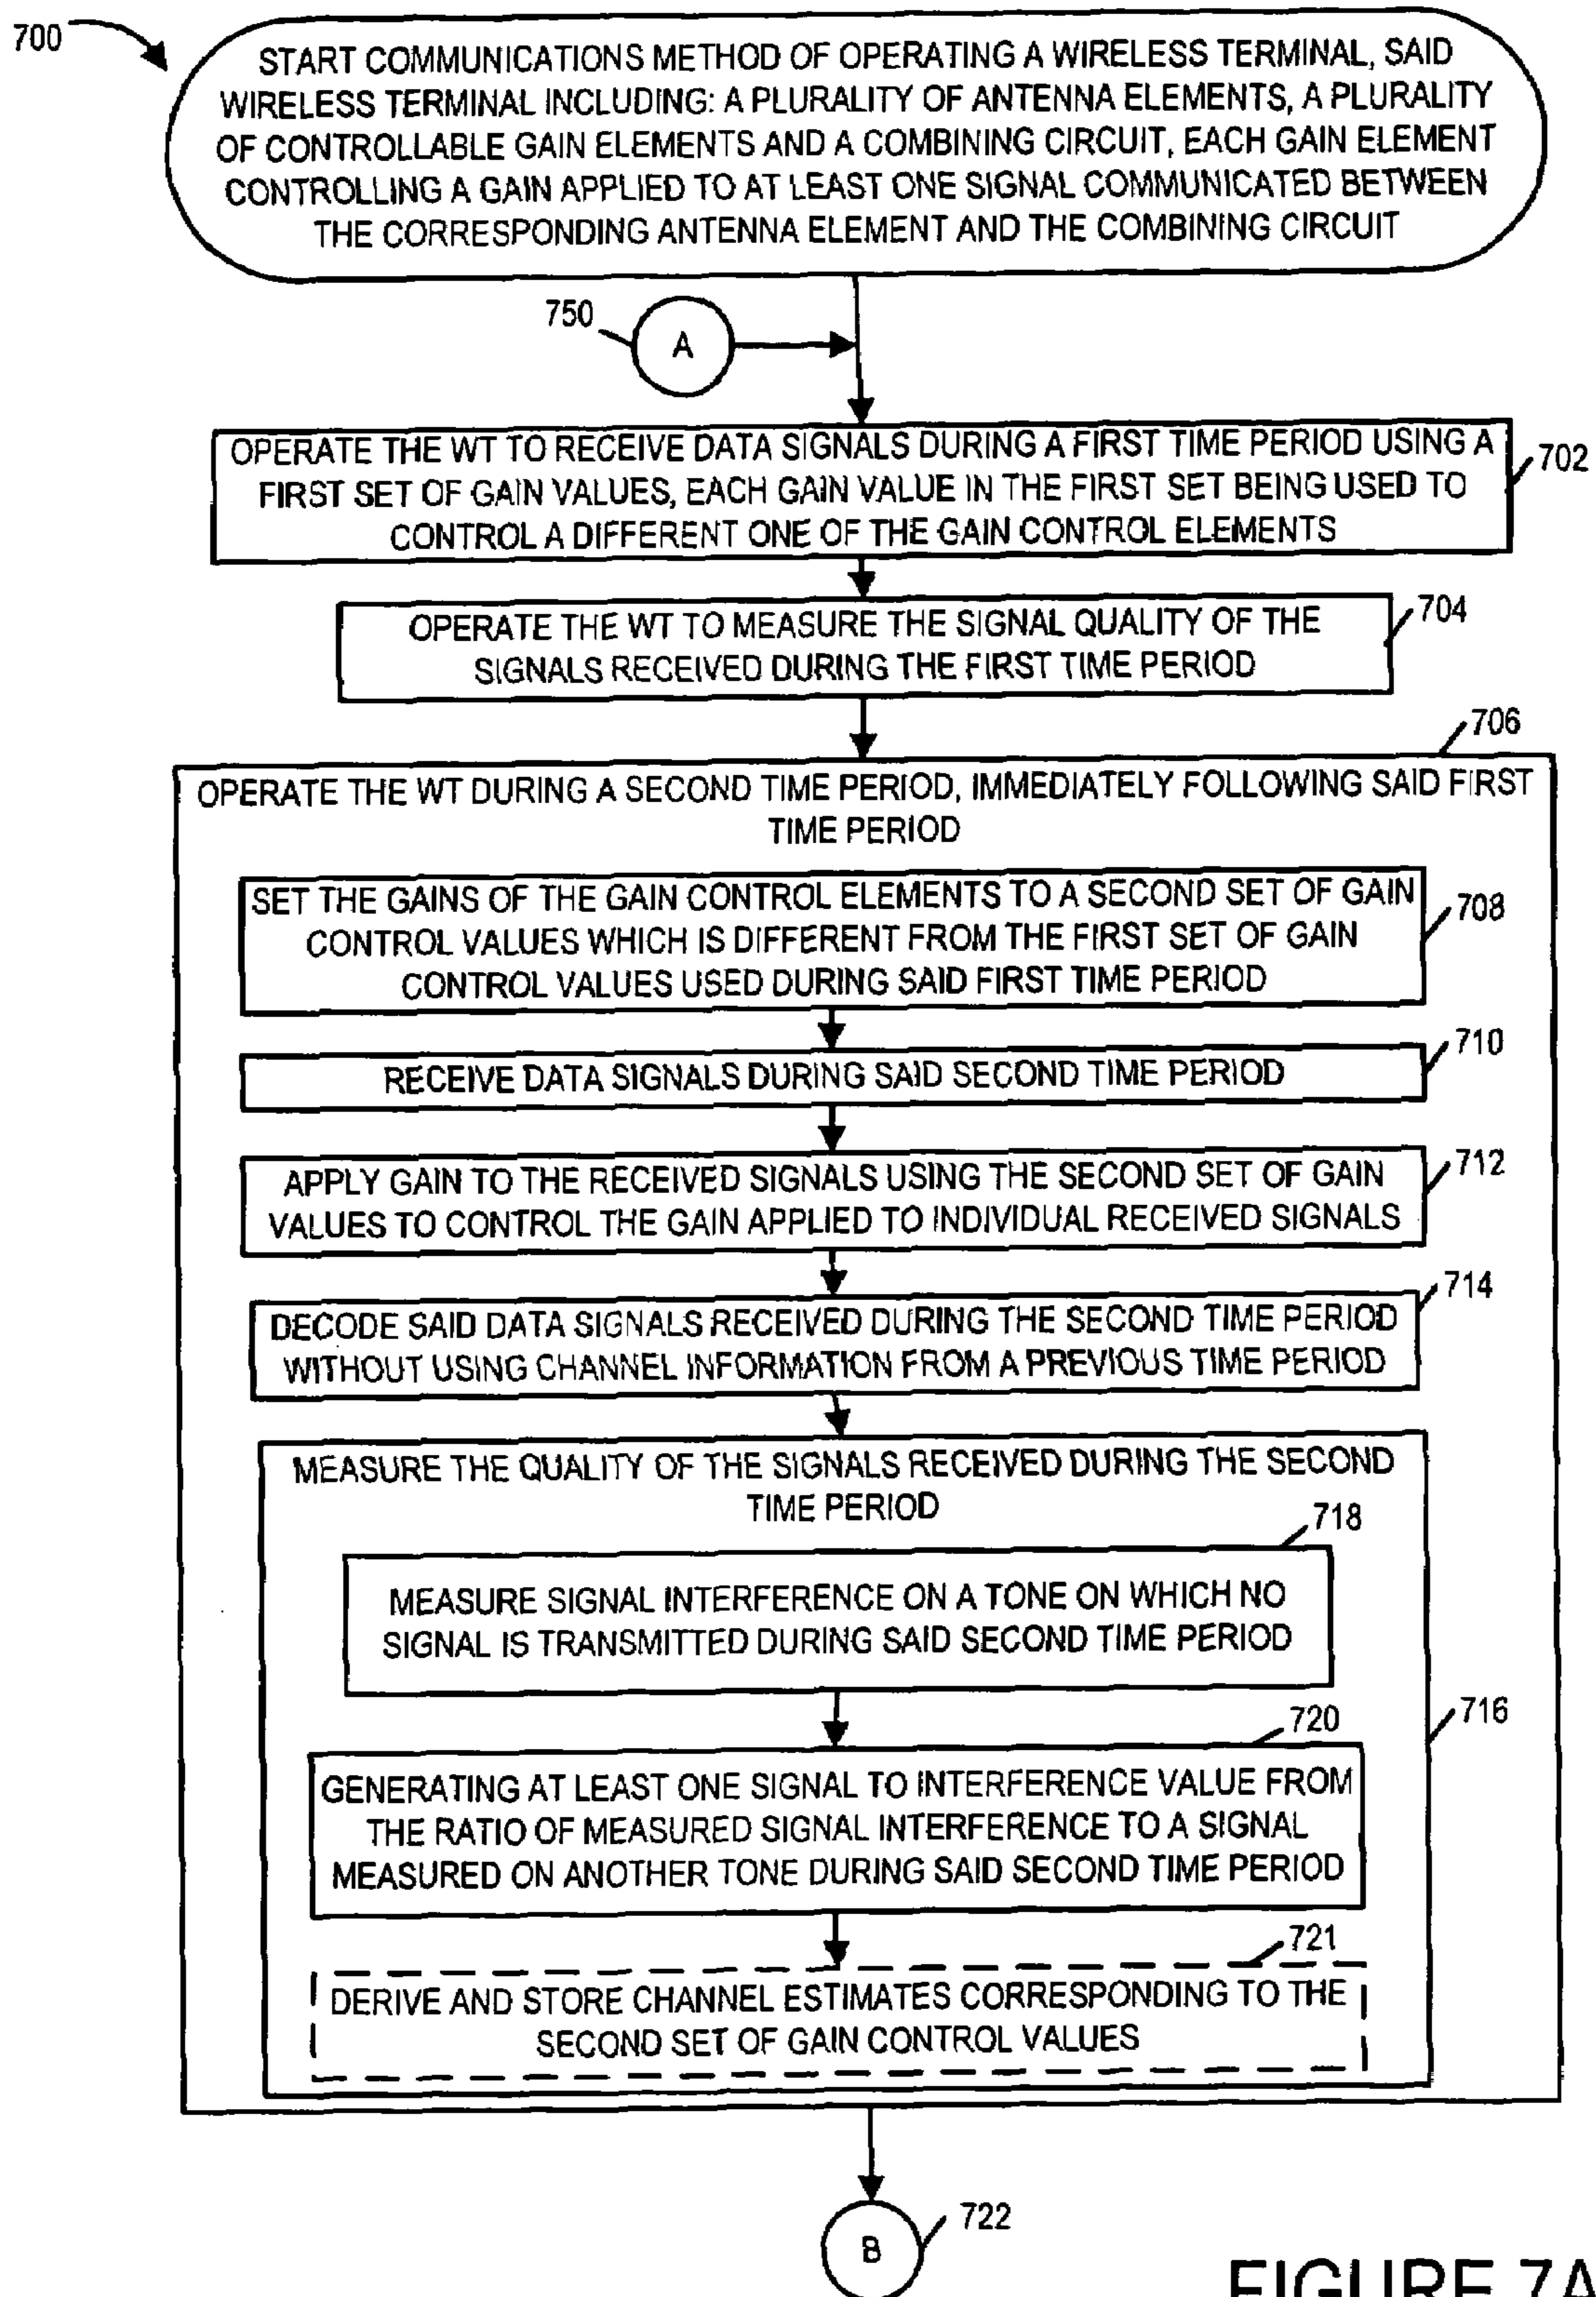 700
START COMMUNICATIONS METHOD OF OPERATING A WIRELESS TERMINAL, SAID
WIRELESS TERMINAL INCLUDING: A PLURALITY OF ANTENNA ELEMENTS, A PLURALITY
OF CONTROLLABLE GAIN ELEMENTS AND A COMBINING CIRCUIT, EACH GAIN ELEMENT
CONTROLLING A GAIN APPLIED TO AT LEAST ONE SIGNAL COMMUNICATED BETWEEN
THE CORRESPONDING ANTENNA ELEMENT AND THE COMBINING CIRCUIT
750
A
OPERATE THE WT TO RECEIVE DATA SIGNALS DURING A FIRST TIME PERIOD USING A
FIRST SET OF GAIN VALUES, EACH GAIN VALUE IN THE FIRST SET BEING USED TO
CONTROL A DIFFERENT ONE OF THE GAIN CONTROL ELEMENTS
702
OPERATE THE WT TO MEASURE THE SIGNAL QUALITY OF THE
SIGNALS RECEIVED DURING THE FIRST TIME PERIOD
704
706
OPERATE THE WT DURING A SECOND TIME PERIOD, IMMEDIATELY FOLLOWING SAID FIRST
TIME PERIOD
SET THE GAINS OF THE GAIN CONTROL ELEMENTS TO A SECOND SET OF GAIN
CONTROL VALUES WHICH IS DIFFERENT FROM THE FIRST SET OF GAIN
CONTROL VALUES USED DURING SAID FIRST TIME PERIOD
708
RECEIVE DATA SIGNALS DURING SAID SECOND TIME PERIOD
710
APPLY GAIN TO THE RECEIVED SIGNALS USING THE SECOND SET OF GAIN
VALUES TO CONTROL THE GAIN APPLIED TO INDIVIDUAL RECEIVED SIGNALS
712
DECODE SAID DATA SIGNALS RECEIVED DURING THE SECOND TIME PERIOD
WITHOUT USING CHANNEL INFORMATION FROM A PREVIOUS TIME PERIOD
714
MEASURE THE QUALITY OF THE SIGNALS RECEIVED DURING THE SECOND
TIME PERIOD
718
MEASURE SIGNAL INTERFERENCE ON A TONE ON WHICH NO
SIGNAL IS TRANSMITTED DURING SAID SECOND TIME PERIOD
716
720
GENERATING AT LEAST ONE SIGNAL TO INTERFERENCE VALUE FROM
THE RATIO OF MEASURED SIGNAL INTERFERENCE TO A SIGNAL
MEASURED ON ANOTHER TONE DURING SAID SECOND TIME PERIOD
721
DERIVE AND STORE CHANNEL ESTIMATES CORRESPONDING TO THE
SECOND SET OF GAIN CONTROL VALUES
B
722
FIGURE 7A